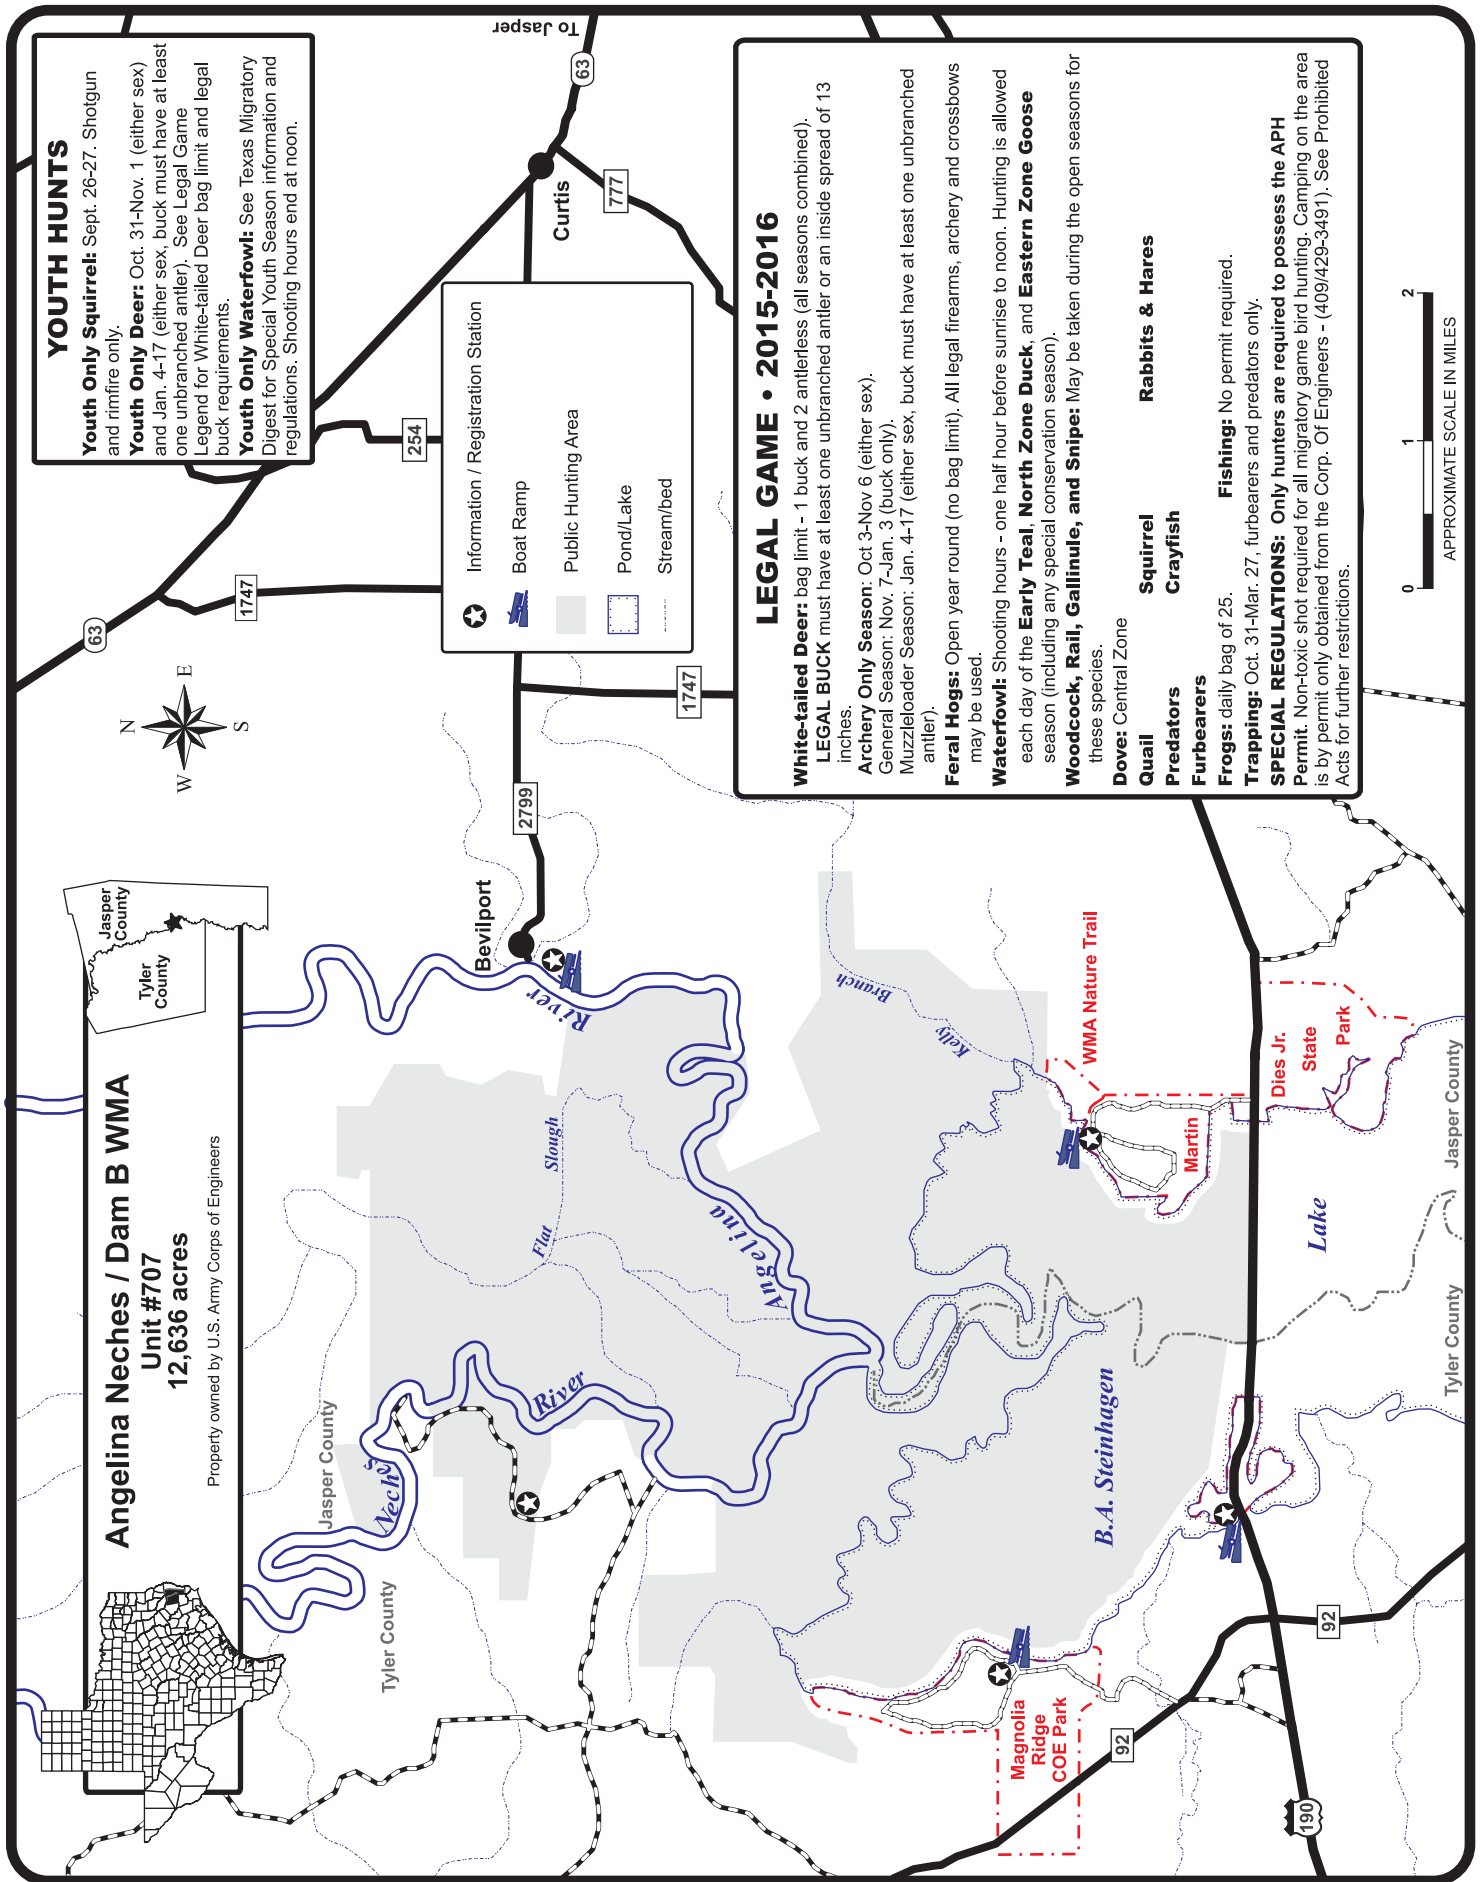 Angelina Neches / Dam B WMA
Unit #707
12,636 acres
Property owned by U.S. Army Corps of Engineers
Tyler
County
Jasper
County
YOUTH HUNTS
Youth Only Squirrel: Sept. 26-27. Shotgun
and rimfire only.
Youth Only Deer: Oct. 31-Nov. 1 (either sex)
and Jan. 4-17 (either sex, buck must have at least
one unbranched antler). See Legal Game
Legend for White-tailed Deer bag limit and legal
buck requirements.
Youth Only Waterfowl: See Texas Migratory
Digest for Special Youth Season information and
regulations. Shooting hours end at noon.
N
W
E
S
63
1747
254
To Jasper
63
Curtis
777
Information / Registration Station
Boat Ramp
Public Hunting Area
Pond/Lake
Stream/bed
2799
1747
Bevilport
River
Jasper County
Tyler County
Neches
River
Flat
Slough
Angelina
Kelly
Branch
WMA Nature Trail
Martin
Dies Jr.
State
Park
B.A. Steinhagen
Lake
Magnolia
Ridge
COE Park
92
92
190
Tyler County
Jasper County
LEGAL GAME • 2015-2016
White-tailed Deer: bag limit - 1 buck and 2 antlerless (all seasons combined).
LEGAL BUCK must have at least one unbranched antler or an inside spread of 13
inches.
Archery Only Season: Oct 3-Nov 6 (either sex).
General Season: Nov. 7-Jan. 3 (buck only).
Muzzleloader Season: Jan. 4-17 (either sex, buck must have at least one unbranched
antler).
Feral Hogs: Open year round (no bag limit). All legal firearms, archery and crossbows
may be used.
Waterfowl: Shooting hours - one half hour before sunrise to noon. Hunting is allowed
each day of the Early Teal, North Zone Duck, and Eastern Zone Goose
season (including any special conservation season).
Woodcock, Rail, Gallinule, and Snipe: May be taken during the open seasons for
these species.
Dove: Central Zone
Quail Squirrel Rabbits & Hares
Predators Crayfish
Furbearers
Frogs: daily bag of 25. Fishing: No permit required.
Trapping: Oct. 31-Mar. 27, furbearers and predators only.
SPECIAL REGULATIONS: Only hunters are required to possess the APH
Permit. Non-toxic shot required for all migratory game bird hunting. Camping on the area
is by permit only obtained from the Corp. Of Engineers - (409/429-3491). See Prohibited
Acts for further restrictions.
0 1 2
APPROXIMATE SCALE IN MILES